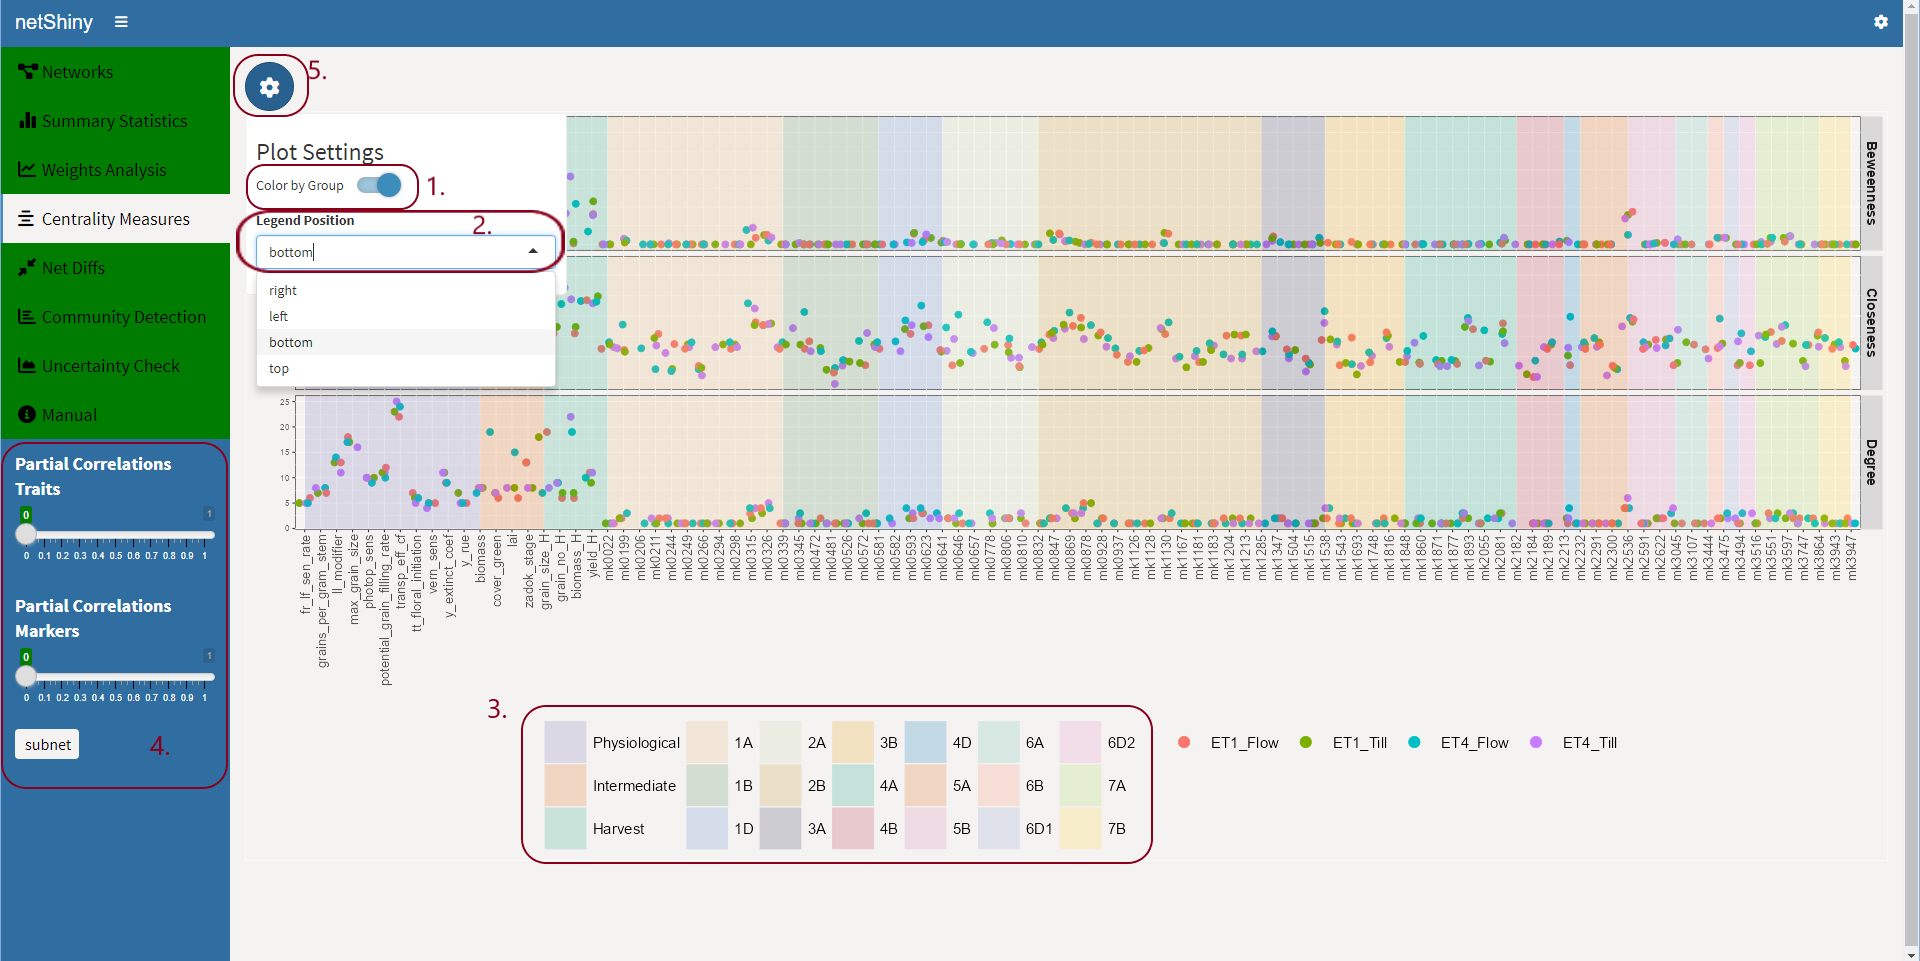 netShiny
Networks
Summary Statistics
Weights Analysis
Centrality Measures
Net Diffs
Community Detection
Uncertainty Check
Manual
Partial Correlations
Traits
0 1
0 0.1 0.2 0.3 0.4 0.5 0.6 0.7 0.8 0.9 1
Partial Correlations
Markers
0 1
0 0.1 0.2 0.3 0.4 0.5 0.6 0.7 0.8 0.9 1
subnet
4.
5.
Plot Settings
Color by Group
1.
Legend Position
2.
bottom
right
left
bottom
top
Beweenness
Closeness
Degree
25
20
15
10
5
0
fr_lf_sen_rate
grains_per_grain_stem
ll_modifier
max_grain_size
photop_sens
potential_grain_filling_rate
transp_eff_cf
tt_floral_initiation
vern_sens
y_extinct_coef
y_rue
biomass
cover_green
lai
zadok_stage
grain_size_H
grain_no_H
biomass_H
yield_H
mk0022
mk0199
mk0206
mk0211
mk0244
mk0249
mk0266
mk0294
mk0298
mk0315
mk0326
mk0339
mk0345
mk0472
mk0481
mk0526
mk0572
mk0581
mk0582
mk0593
mk0623
mk0641
mk0646
mk0657
mk0778
mk0806
mk0810
mk0832
mk0847
mk0869
mk0878
mk0928
mk0937
mk1126
mk1128
mk1130
mk1167
mk1181
mk1183
mk1204
mk1213
mk1285
mk1347
mk1504
mk1515
mk1538
mk1543
mk1693
mk1748
mk1816
mk1848
mk1860
mk1871
mk1877
mk1893
mk2055
mk2081
mk2182
mk2184
mk2189
mk2213
mk2232
mk2291
mk2300
mk2536
mk2591
mk2622
mk3045
mk3107
mk3444
mk3475
mk3494
mk3516
mk3551
mk3597
mk3747
mk3864
mk3943
mk3947
3.
Physiological 1A 2A 3B 4D 6A 6D2
Intermediate 1B 2B 4A 5A 6B 7A
Harvest 1D 3A 4B 5B 6D1 7B
ET1_Flow ET1_Till ET4_Flow ET4_Till